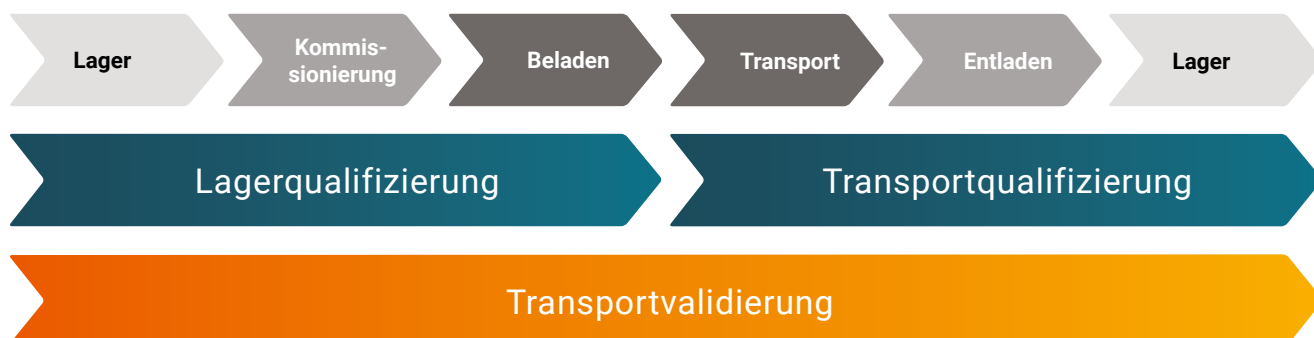 Lager
Kommis-
sionierung
Beladen
Transport
Entladen
Lager
Lagerqualifizierung
Transportqualifizierung
Transportvalidierung